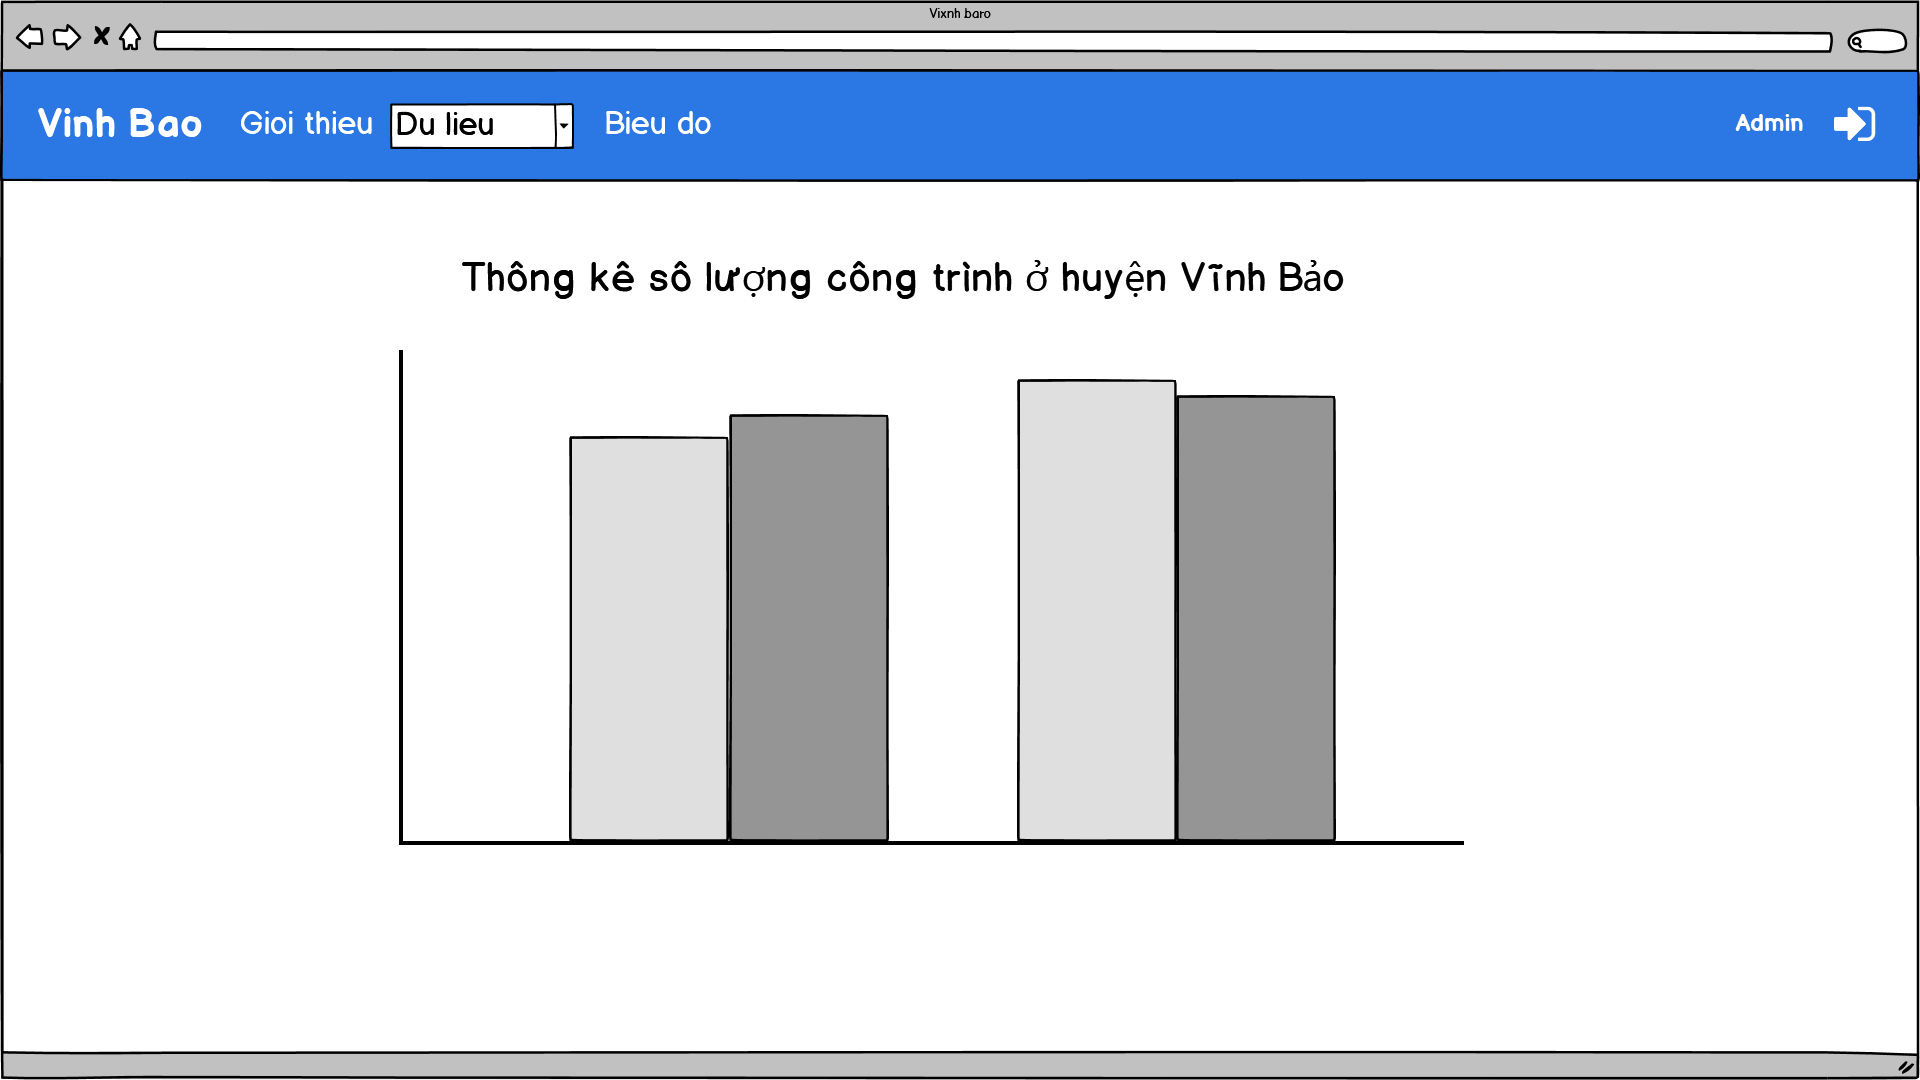 Vixnh baro
Vinh Bao Gioi thieu Du lieu Bieu do Admin
Thông kê sô lượng công trình ở huyện Vĩnh Bảo